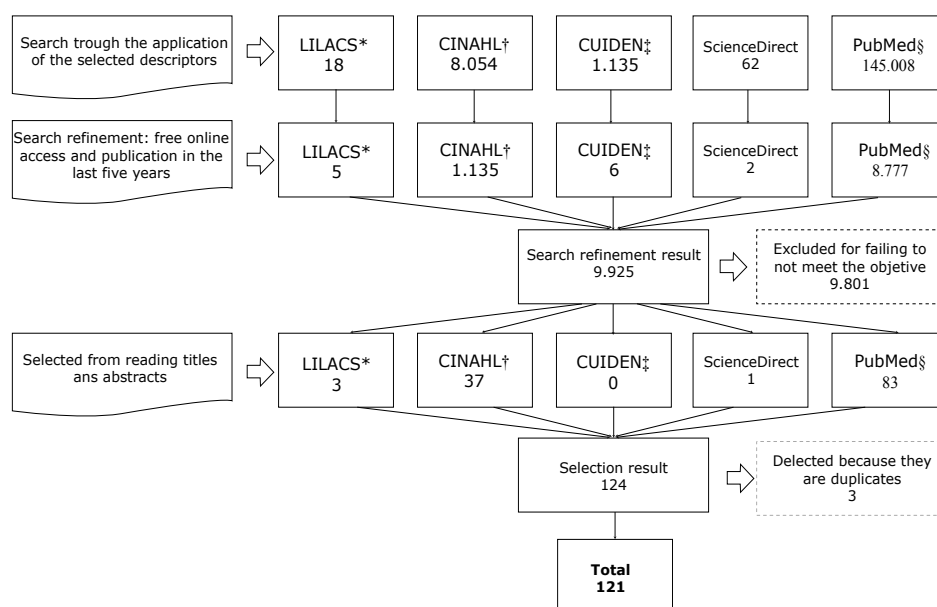 Search trough the application
of the selected descriptors
LILACS*
18
CINAHL†
8.054
CUIDEN‡
1.135
ScienceDirect
62
PubMed§
145.008
Search refinement: free online
access and publication in the
last five years
LILACS*
5
CINAHL†
1.135
CUIDEN‡
6
ScienceDirect
2
PubMed§
8.777
Search refinement result
9.925
Excluded for failing to
not meet the objetive
9.801
Selected from reading titles
ans abstracts
LILACS*
3
CINAHL†
37
CUIDEN‡
0
ScienceDirect
1
PubMed§
83
Selection result
124
Delected because they
are duplicates
3
Total
121